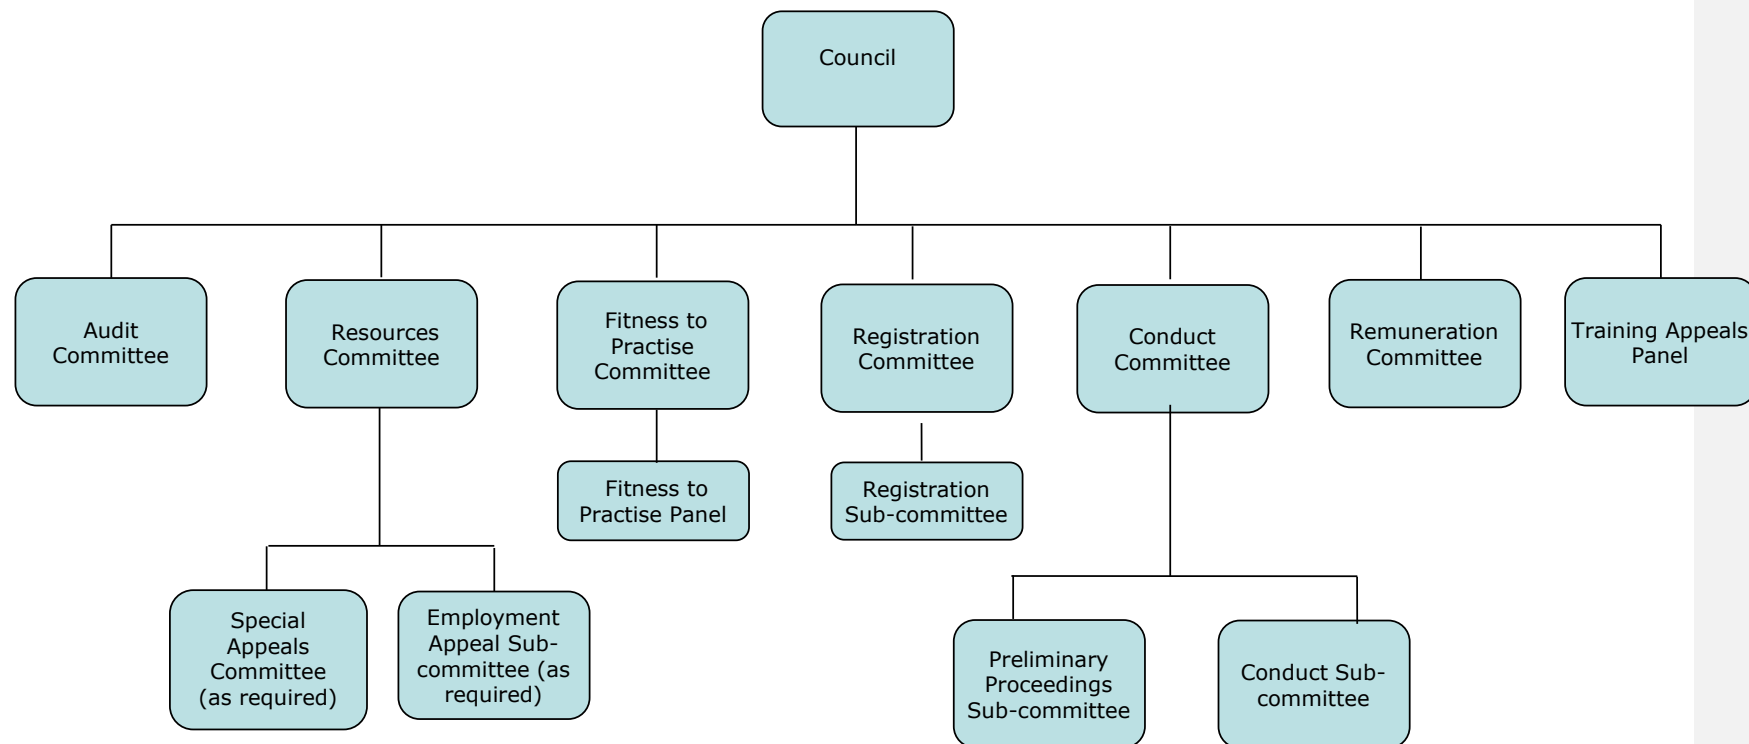 Council
Audit
Committee
Resources
Committee
Fitness to
Practise
Committee
Registration
Committee
Conduct
Committee
Remuneration
Committee
Training Appeals
Panel
Fitness to
Practise Panel
Registration
Sub-committee
Special
Appeals
Committee
(as required)
Employment
Appeal Sub-
committee (as
required)
Preliminary
Proceedings
Sub-committee
Conduct Sub-
committee